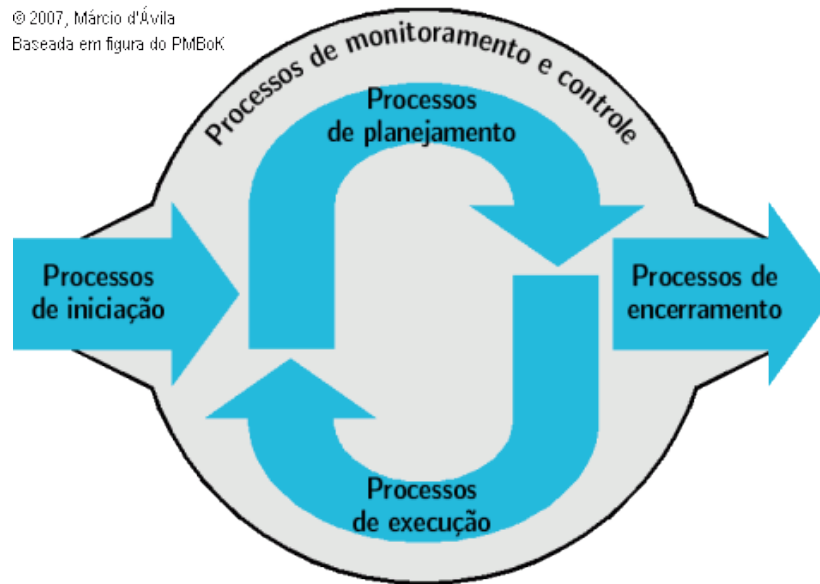 © 2007, Márcio d'Ávila
Baseada em figura do PMBoK
Processos de monitoramento e controle
Processos
de planejamento
Processos
de iniciação
Processos de
encerramento
Processos
de execução